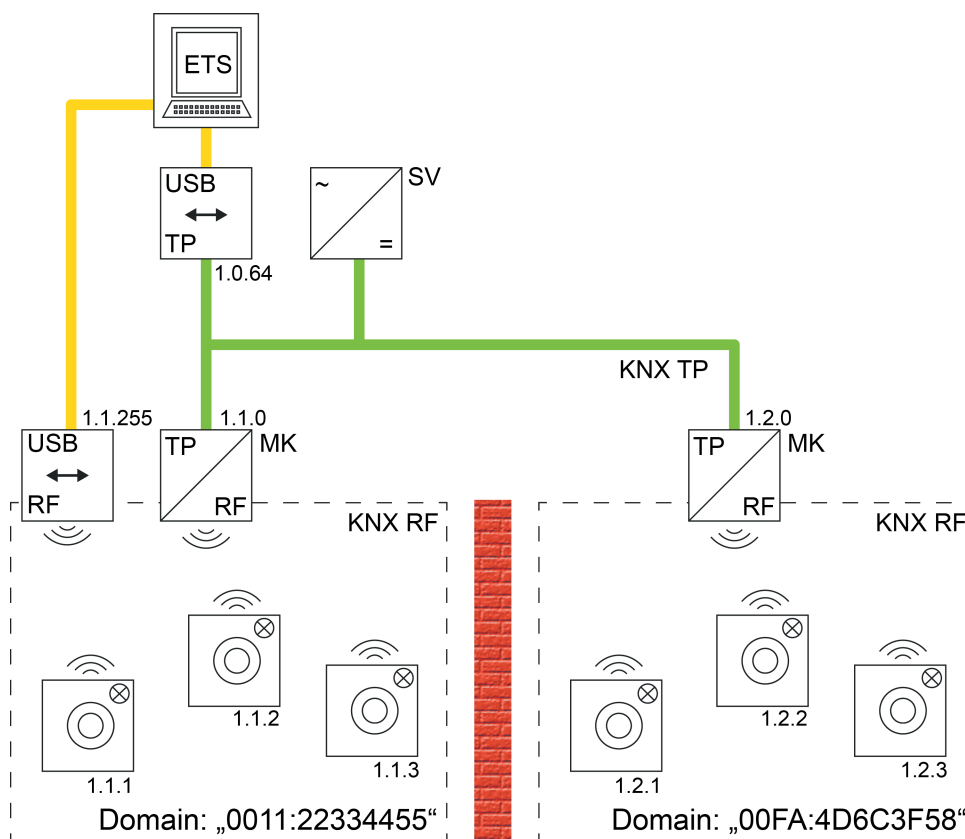 ETS
USB
TP
1.0.64
~
=
SV
KNX TP
1.1.255
USB
RF
1.1.0
TP
RF
MK
1.2.0
TP
RF
MK
KNX RF
KNX RF
1.1.1
1.1.2
1.1.3
1.2.1
1.2.2
1.2.3
Domain: „0011:22334455“
Domain: „00FA:4D6C3F58“